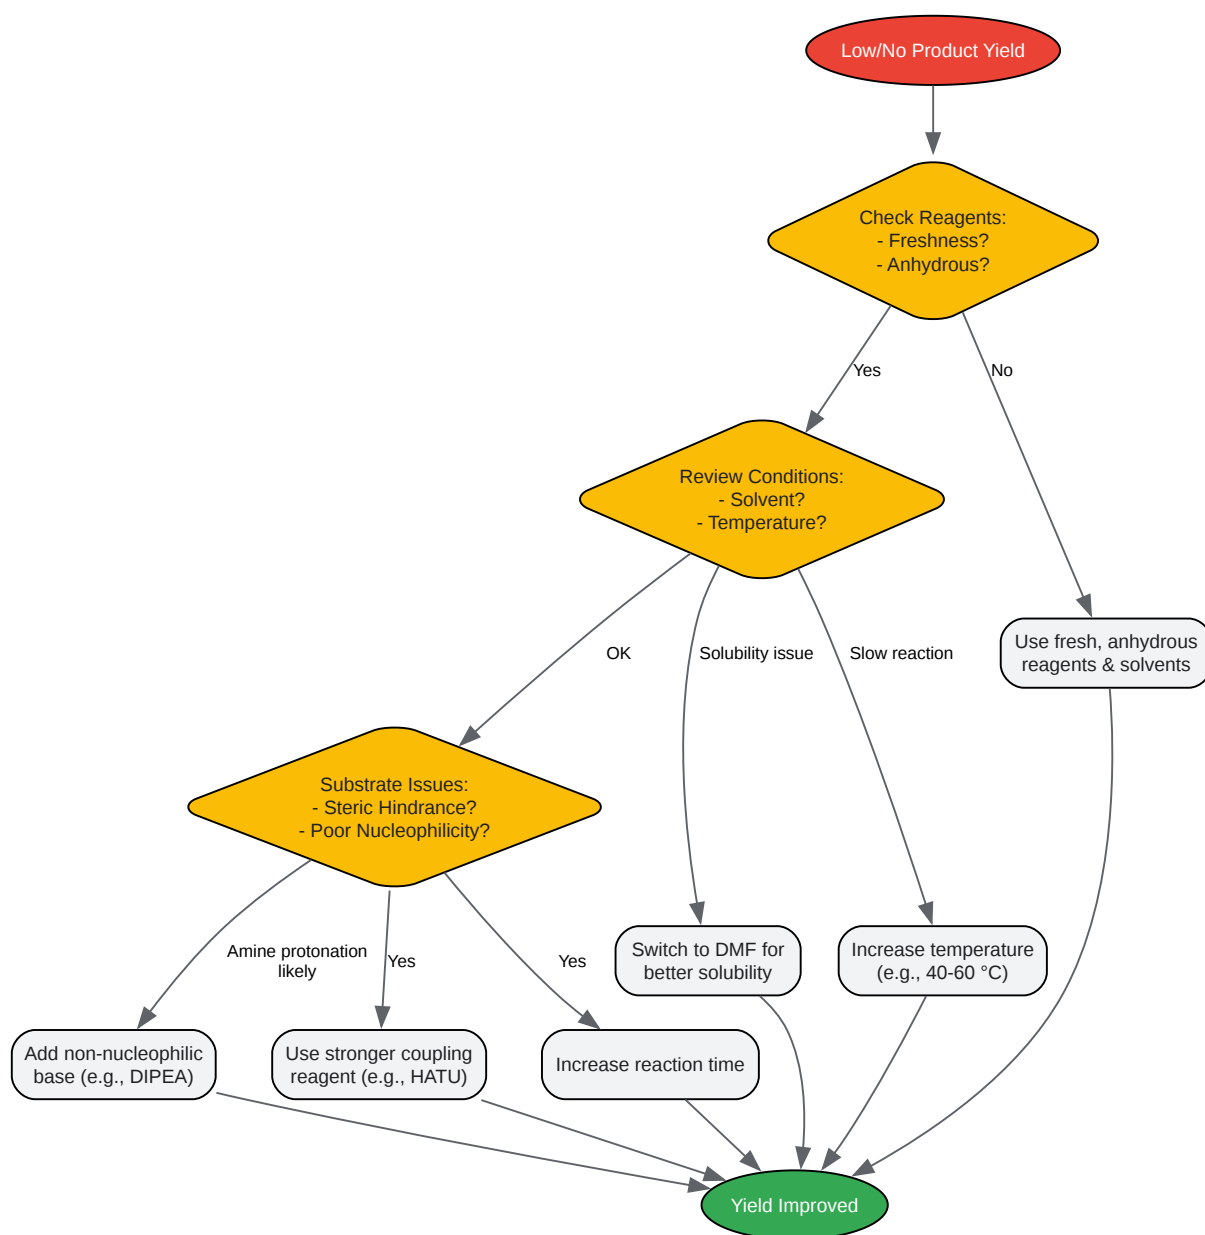 Low/No Product Yield
Check Reagents:
- Freshness?
- Anhydrous?
Yes
No
Review Conditions:
- Solvent?
- Temperature?
OK
Solubility issue
Slow reaction
Use fresh, anhydrous
reagents & solvents
Substrate Issues:
- Steric Hindrance?
- Poor Nucleophilicity?
Amine protonation
likely
Yes
Yes
Switch to DMF for
better solubility
Increase temperature
(e.g., 40-60 °C)
Add non-nucleophilic
base (e.g., DIPEA)
Use stronger coupling
reagent (e.g., HATU)
Increase reaction time
Yield Improved